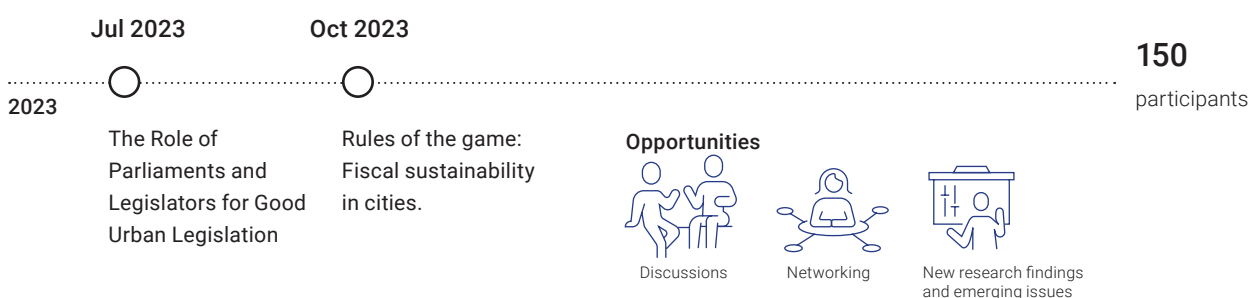 Jul 2023
Oct 2023
150
participants
2023
The Role of
Parliaments and
Legislators for Good
Urban Legislation
Rules of the game:
Fiscal sustainability
in cities.
Opportunities
Discussions
Networking
New research findings
and emerging issues